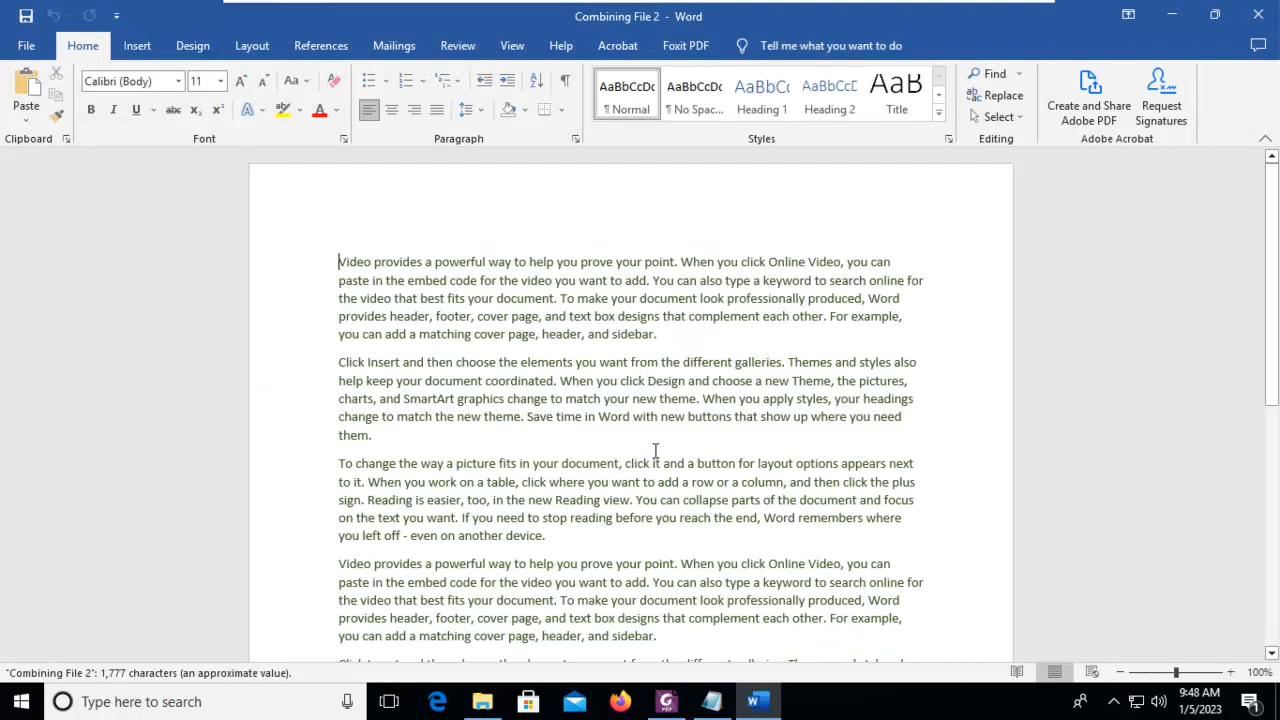 Combining File 2 - Word
File Home Insert Design Layout References Mailings Review View Help Acrobat Foxit PDF Tell me what you want to do
Calibri (Body) 11 Aa
AaBbCcDc AaBbCcDc AaBbCc AaBbCcD AaB
Find
Replace
Select
Paste
B I U abc x₂ x² A A
¶ Normal ¶ No Spac... Heading 1 Heading 2 Title
Create and Share
Adobe PDF
Request
Signatures
Clipboard Font Paragraph Styles Editing Adobe Acrobat
Video provides a powerful way to help you prove your point. When you click Online Video, you can
paste in the embed code for the video you want to add. You can also type a keyword to search online for
the video that best fits your document. To make your document look professionally produced, Word
provides header, footer, cover page, and text box designs that complement each other. For example,
you can add a matching cover page, header, and sidebar.
Click Insert and then choose the elements you want from the different galleries. Themes and styles also
help keep your document coordinated. When you click Design and choose a new Theme, the pictures,
charts, and SmartArt graphics change to match your new theme. When you apply styles, your headings
change to match the new theme. Save time in Word with new buttons that show up where you need
them.
To change the way a picture fits in your document, click it and a button for layout options appears next
to it. When you work on a table, click where you want to add a row or a column, and then click the plus
sign. Reading is easier, too, in the new Reading view. You can collapse parts of the document and focus
on the text you want. If you need to stop reading before you reach the end, Word remembers where
you left off - even on another device.
Video provides a powerful way to help you prove your point. When you click Online Video, you can
paste in the embed code for the video you want to add. You can also type a keyword to search online for
the video that best fits your document. To make your document look professionally produced, Word
provides header, footer, cover page, and text box designs that complement each other. For example,
you can add a matching cover page, header, and sidebar.
"Combining File 2": 1,777 characters (an approximate value).
100%
Type here to search
9:48 AM
1/5/2023